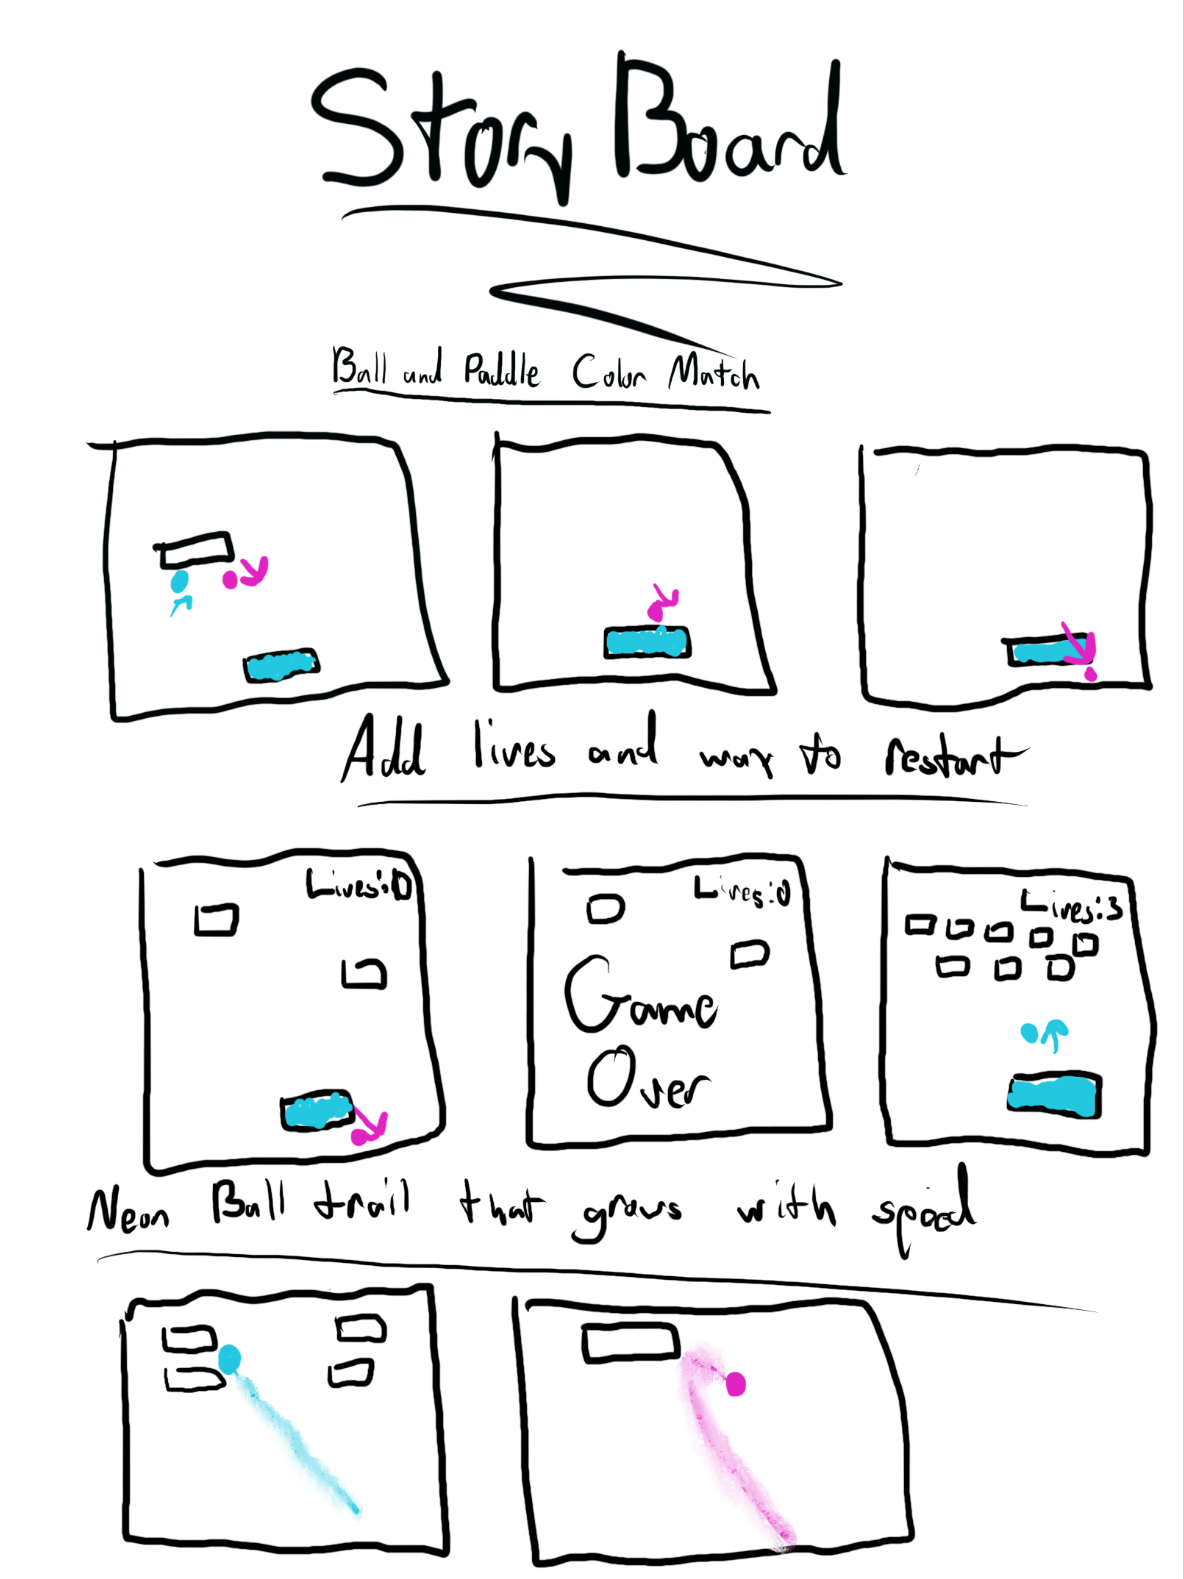 Story Board
Ball and Paddle Color Match
Add lives and way to restart
Lives:0
Lives:0
Game
Over
Lives:3
Neon Ball trail that grows with speed